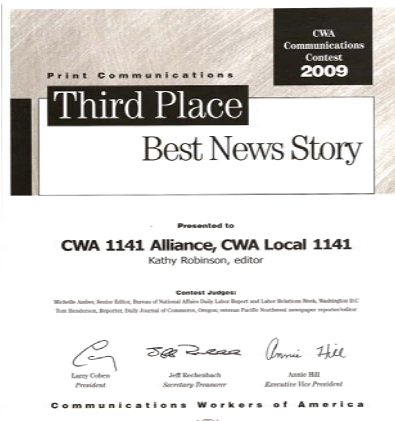 CWA
Communications
Contest
2009
Print Communications
Third Place
Best News Story
Presented to
CWA 1141 Alliance, CWA Local 1141
Kathy Robinson, editor
Contest Judges:
Michelle Amber, Senior Editor, Bureau of National Affairs Daily Labor Report and Labor Relations Week, Washington D.C
Tom Henderson, Reporter, Daily Journal of Commerce, Oregon; veteran Pacific Northwest newspaper reporter/editor
Annie Hill
Larry Cohen
Jeff Rechenbach
Annie Hill
President
Secretary-Treasurer
Executive Vice President
Communications Workers of America